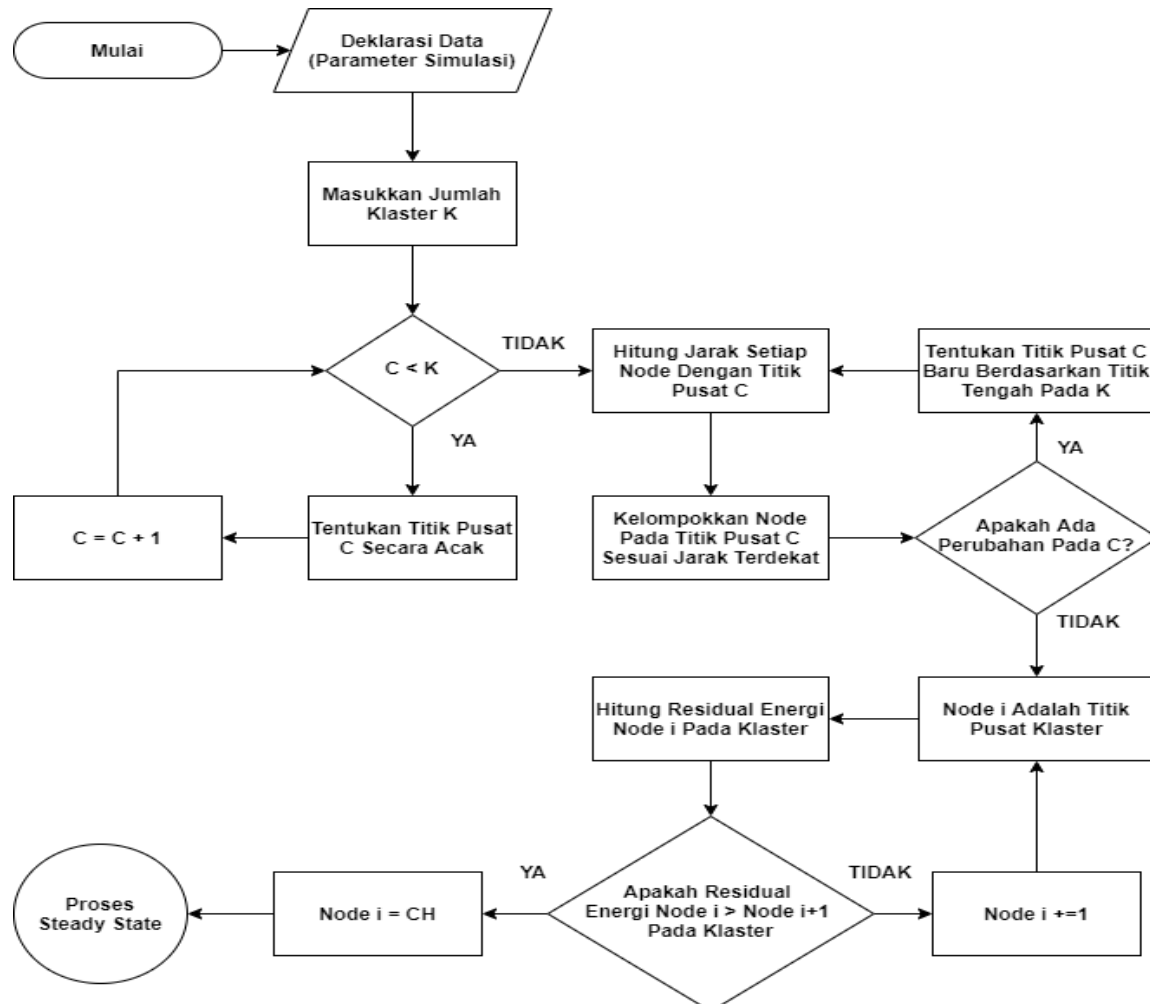 Mulai
Deklarasi Data
(Parameter Simulasi)
Masukkan Jumlah
Klaster K
C < K
TIDAK
YA
Tentukan Titik Pusat
C Secara Acak
C = C + 1
Hitung Jarak Setiap
Node Dengan Titik
Pusat C
Kelompokkan Node
Pada Titik Pusat C
Sesuai Jarak Terdekat
Apakah Ada
Perubahan Pada C?
YA
Tentukan Titik Pusat C
Baru Berdasarkan Titik
Tengah Pada K
TIDAK
Node i Adalah Titik
Pusat Klaster
Hitung Residual Energi
Node i Pada Klaster
Apakah Residual
Energi Node i > Node i+1
Pada Klaster
TIDAK
Node i +=1
YA
Node i = CH
Proses
Steady State